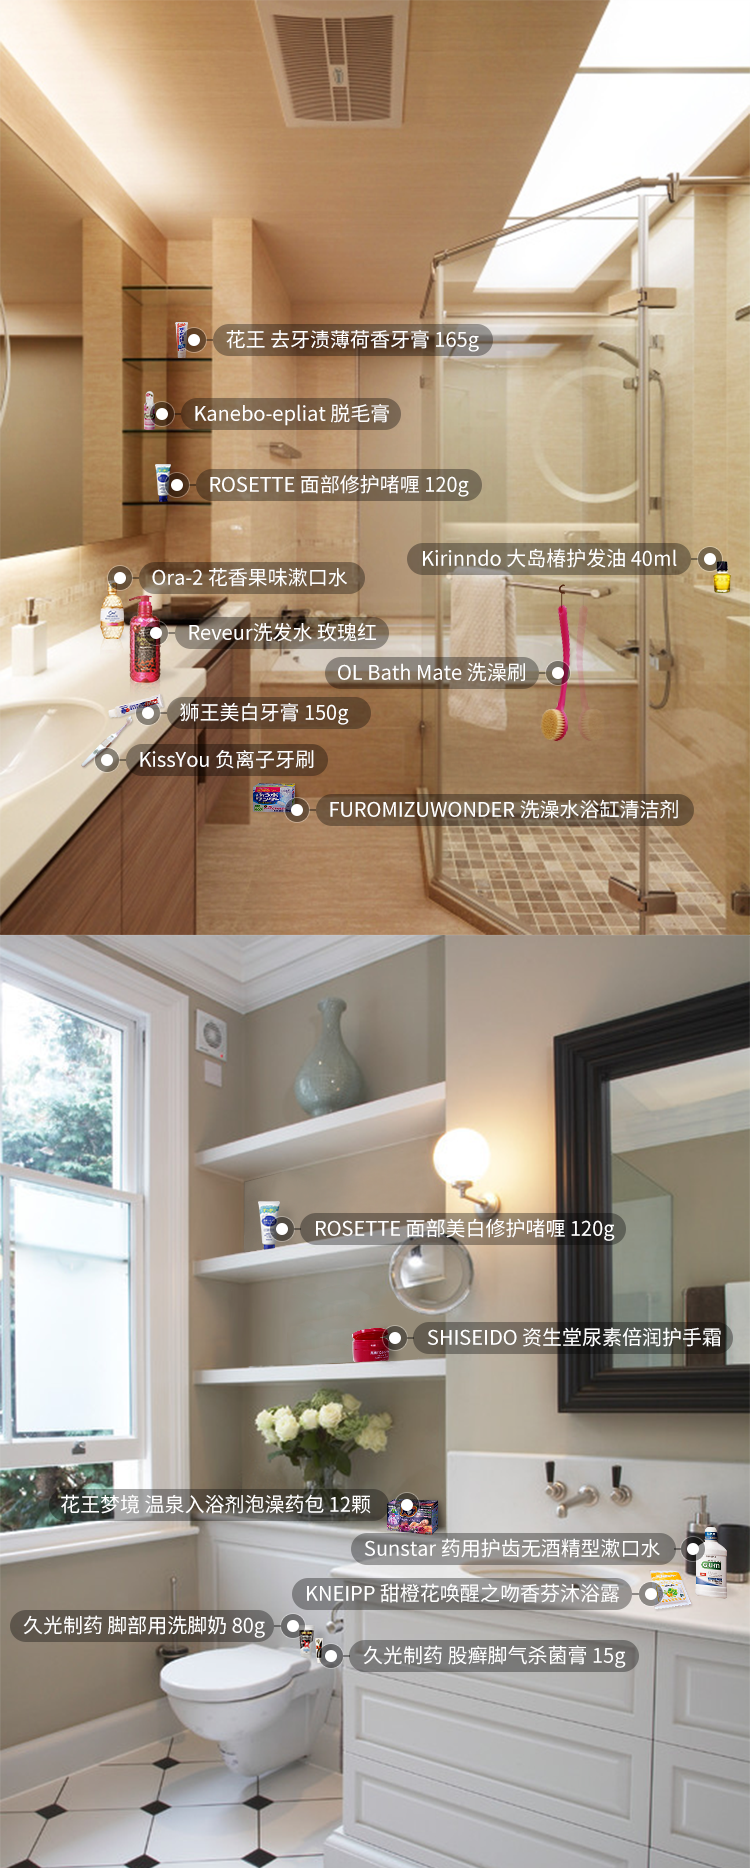 花王 去牙渍薄荷香牙膏 165g
Kanebo-epliat 脱毛膏
ROSETTE 面部修护啫喱 120g
Kirinndo 大岛椿护发油 40ml
Ora-2 花香果味漱口水
Reveur洗发水 玫瑰红
OL Bath Mate 洗澡刷
狮王美白牙膏 150g
KissYou 负离子牙刷
FUROMIZUWONDER 洗澡水浴缸清洁剂
ROSETTE 面部美白修护啫喱 120g
SHISEIDO 资生堂尿素倍润护手霜
花王梦境 温泉入浴剂泡澡药包 12颗
Sunstar 药用护齿无酒精型漱口水
GUM
KNEIPP 甜橙花唤醒之吻香芬沐浴露
久光制药 脚部用洗脚奶 80g
久光制药 股癣脚气杀菌膏 15g